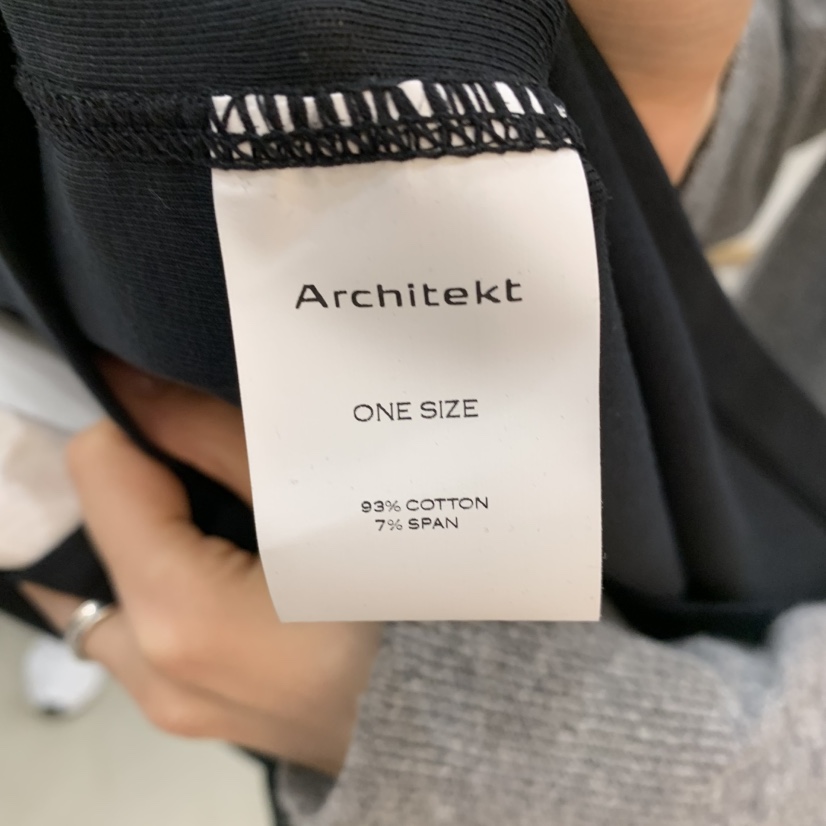 Architekt
ONE SIZE
93% COTTON
7% SPAN